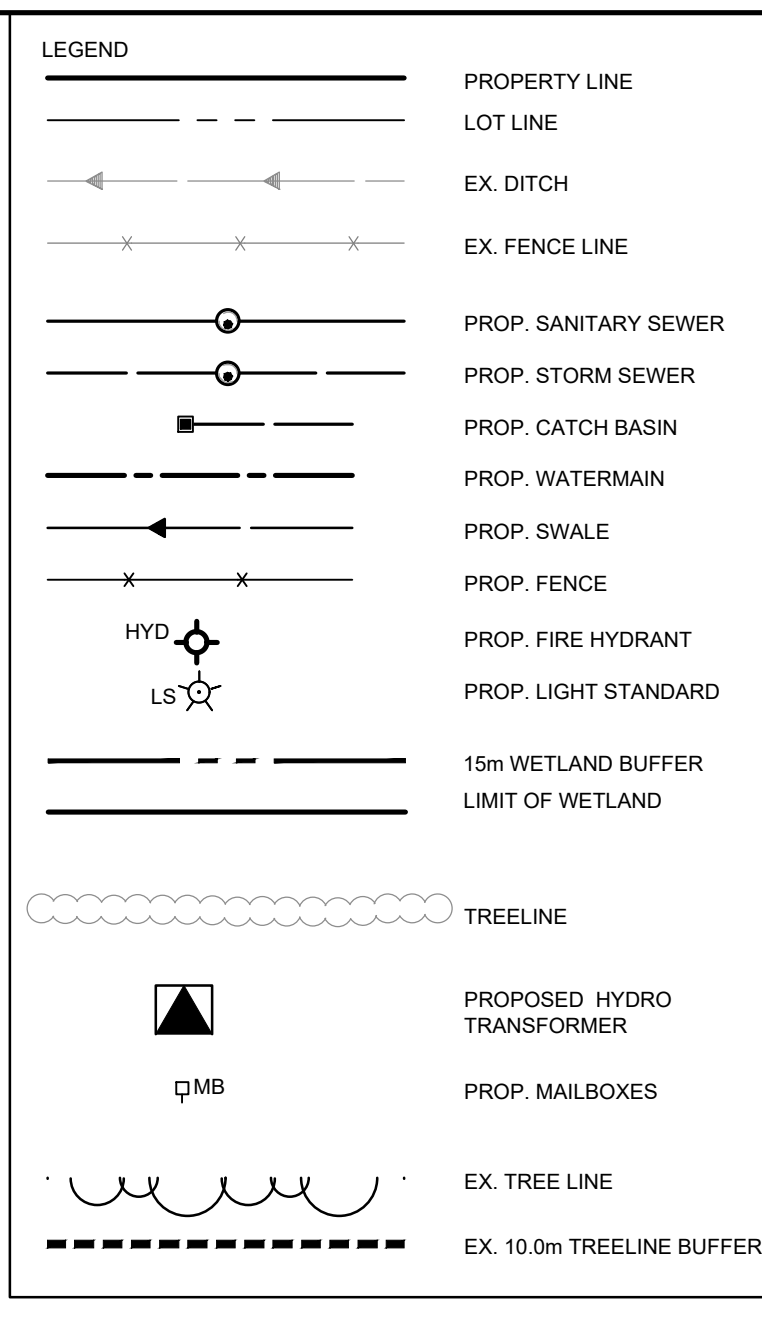 LEGEND
PROPERTY LINE
LOT LINE
EX. DITCH
EX. FENCE LINE
PROP. SANITARY SEWER
PROP. STORM SEWER
PROP. CATCH BASIN
PROP. WATERMAIN
PROP. SWALE
PROP. FENCE
HYD PROP. FIRE HYDRANT
LS PROP. LIGHT STANDARD
15m WETLAND BUFFER
LIMIT OF WETLAND
TREELINE
PROPOSED HYDRO
TRANSFORMER
MB PROP. MAILBOXES
EX. TREE LINE
EX. 10.0m TREELINE BUFFER